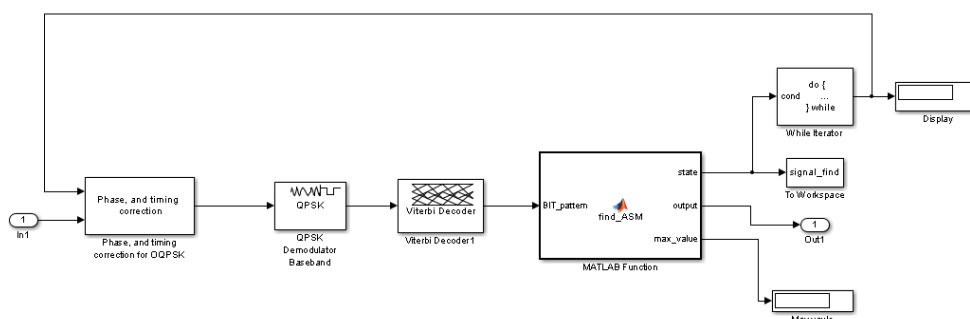 do {
cond
...
} while
While Iterator
Display
Phase, and timing
correction
1
In1
Phase, and timing
correction for OQPSK
QPSK
QPSK
Demodulator
Baseband
Viterbi Decoder
Viterbi Decoder1
BIT_pattern
find_ASM
state
output
max_value
MATLAB Function
signal_find
To Workspace
1
Out1